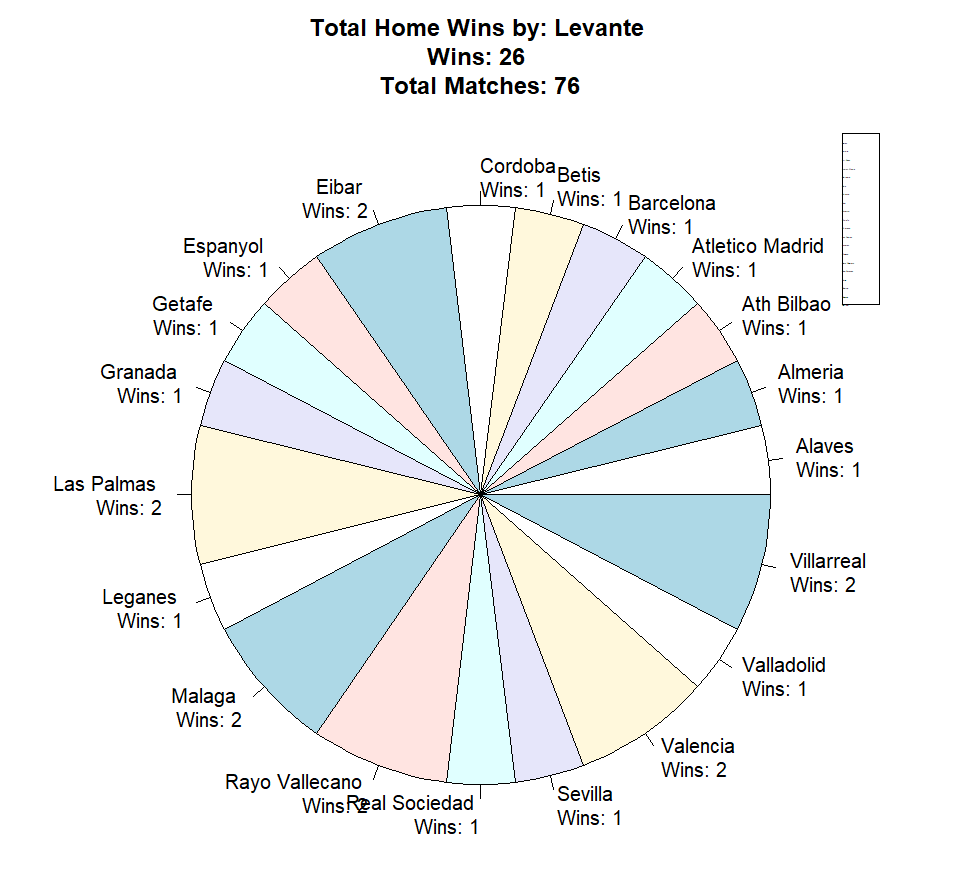 Total Home Wins by: Levante
Wins: 26
Total Matches: 76
Cordoba
Wins: 1
Betis
Wins: 1
Barcelona
Wins: 1
Atletico Madrid
Wins: 1
Ath Bilbao
Wins: 1
Almeria
Wins: 1
Alaves
Wins: 1
Eibar
Wins: 2
Espanyol
Wins: 1
Getafe
Wins: 1
Granada
Wins: 1
Las Palmas
Wins: 2
Leganes
Wins: 1
Malaga
Wins: 2
Rayo Vallecano
Wins: 2
Real Sociedad
Wins: 1
Sevilla
Wins: 1
Valencia
Wins: 2
Valladolid
Wins: 1
Villarreal
Wins: 2